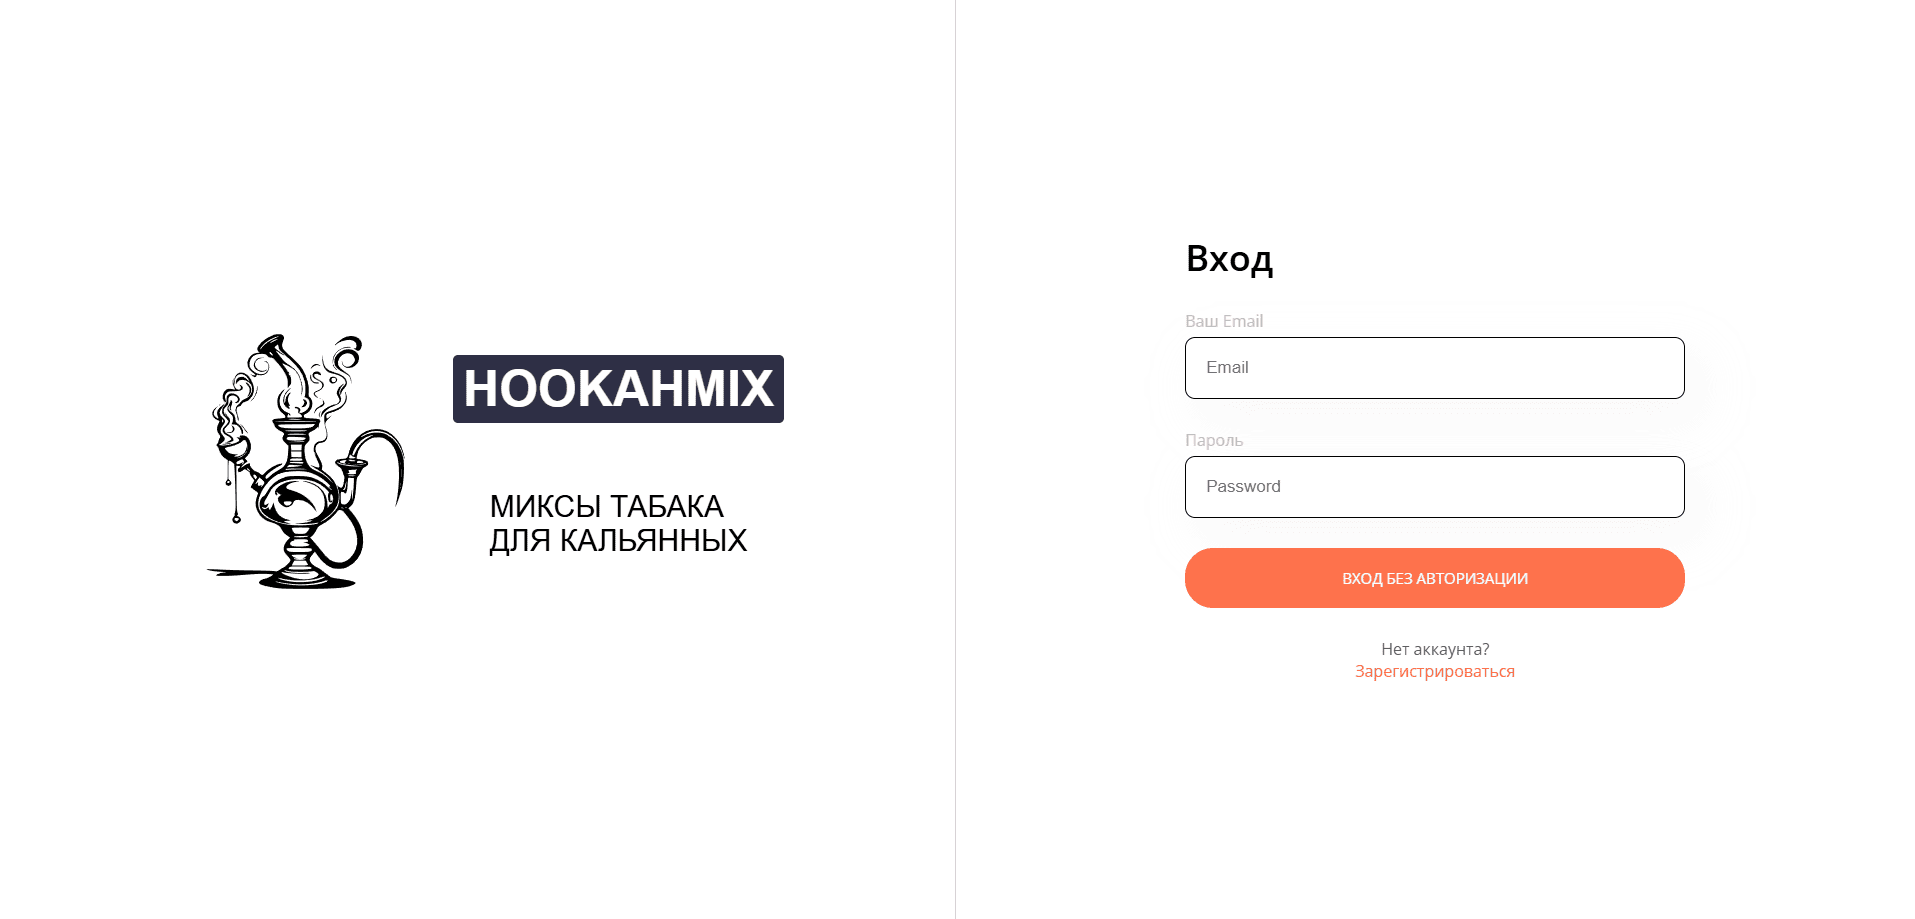 HOOKAHMIX
МИКСЫ ТАБАКА
ДЛЯ КАЛЬЯННЫХ
Вход
Ваш Email
Email
Пароль
Password
ВХОД БЕЗ АВТОРИЗАЦИИ
Нет аккаунта?
Зарегистрироваться